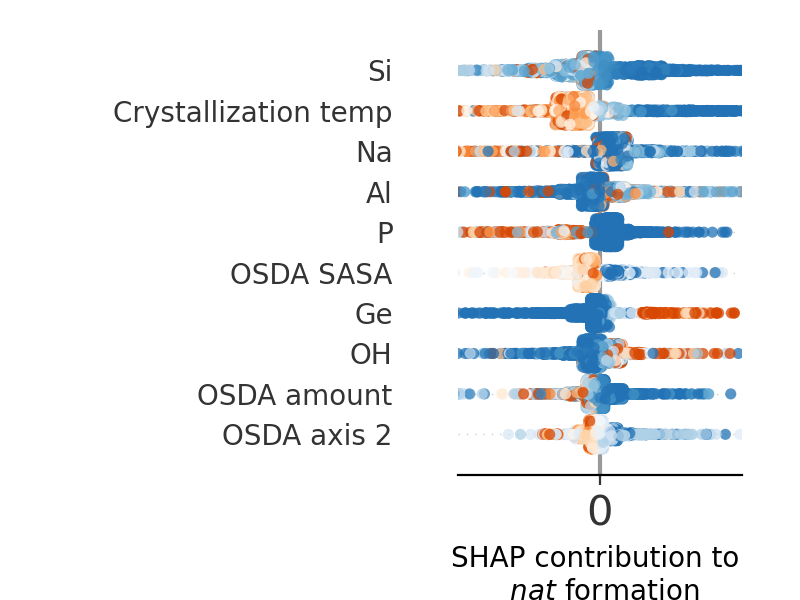 Si
Crystallization temp
Na
Al
P
OSDA SASA
Ge
OH
OSDA amount
OSDA axis 2
0
SHAP contribution to
nat formation